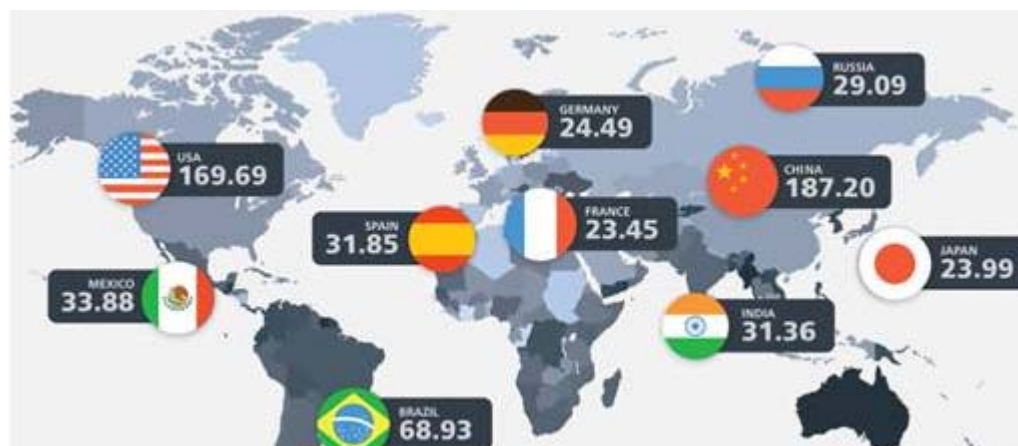 RUSSIA
29.09
GERMANY
24.49
USA
169.69
CHINA
187.20
SPAIN
31.85
FRANCE
23.45
JAPAN
23.99
MEXICO
33.88
INDIA
31.36
BRAZIL
68.93